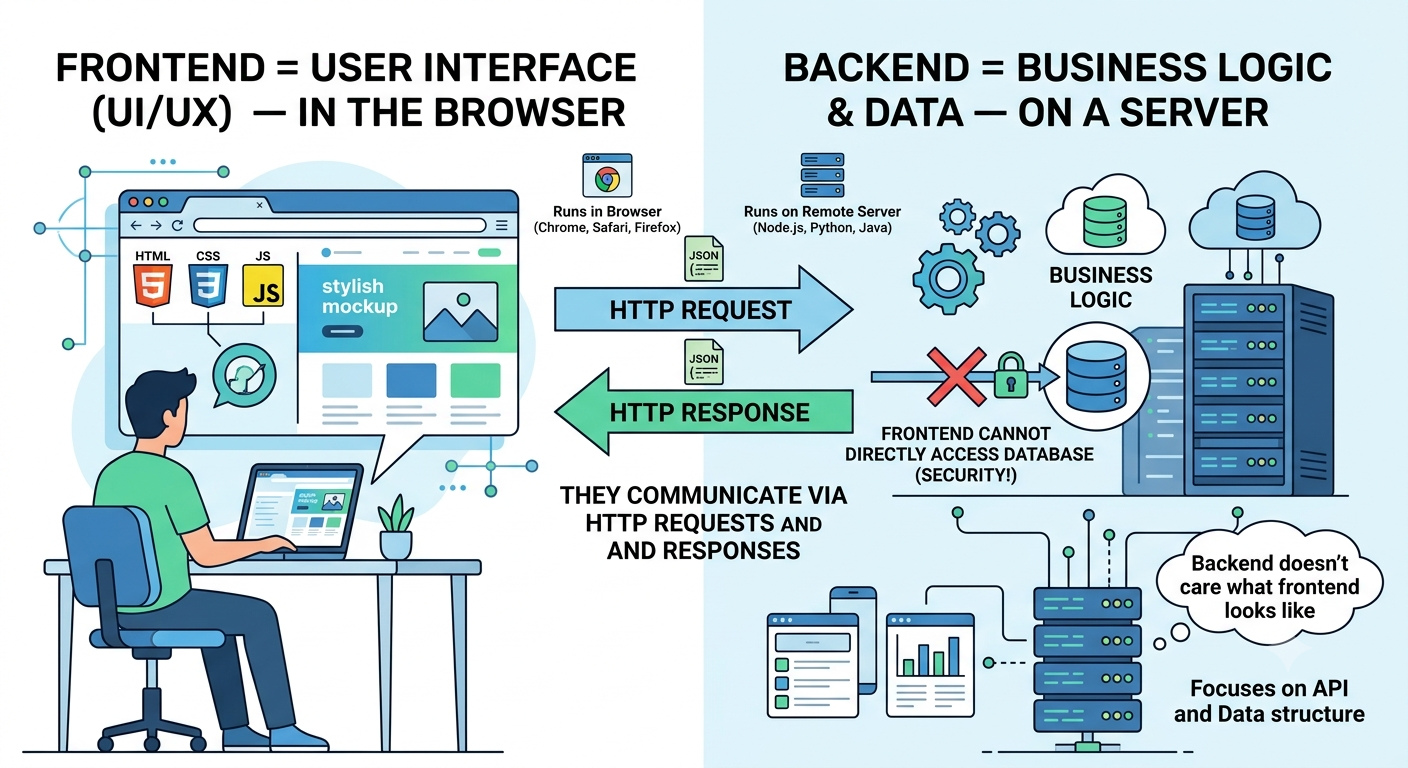 FRONTEND = USER INTERFACE
(UI/UX) — IN THE BROWSER
BACKEND = BUSINESS LOGIC
& DATA — ON A SERVER
Runs in Browser
(Chrome, Safari, Firefox)
Runs on Remote Server
(Node.js, Python, Java)
HTML
CSS
JS
5
3
JS
stylish
mockup
JSON
HTTP REQUEST
JSON
HTTP RESPONSE
THEY COMMUNICATE VIA
HTTP REQUESTS AND
AND RESPONSES
BUSINESS
LOGIC
FRONTEND CANNOT
DIRECTLY ACCESS DATABASE
(SECURITY!)
Backend doesn't
care what frontend
looks like
Focuses on API
and Data structure